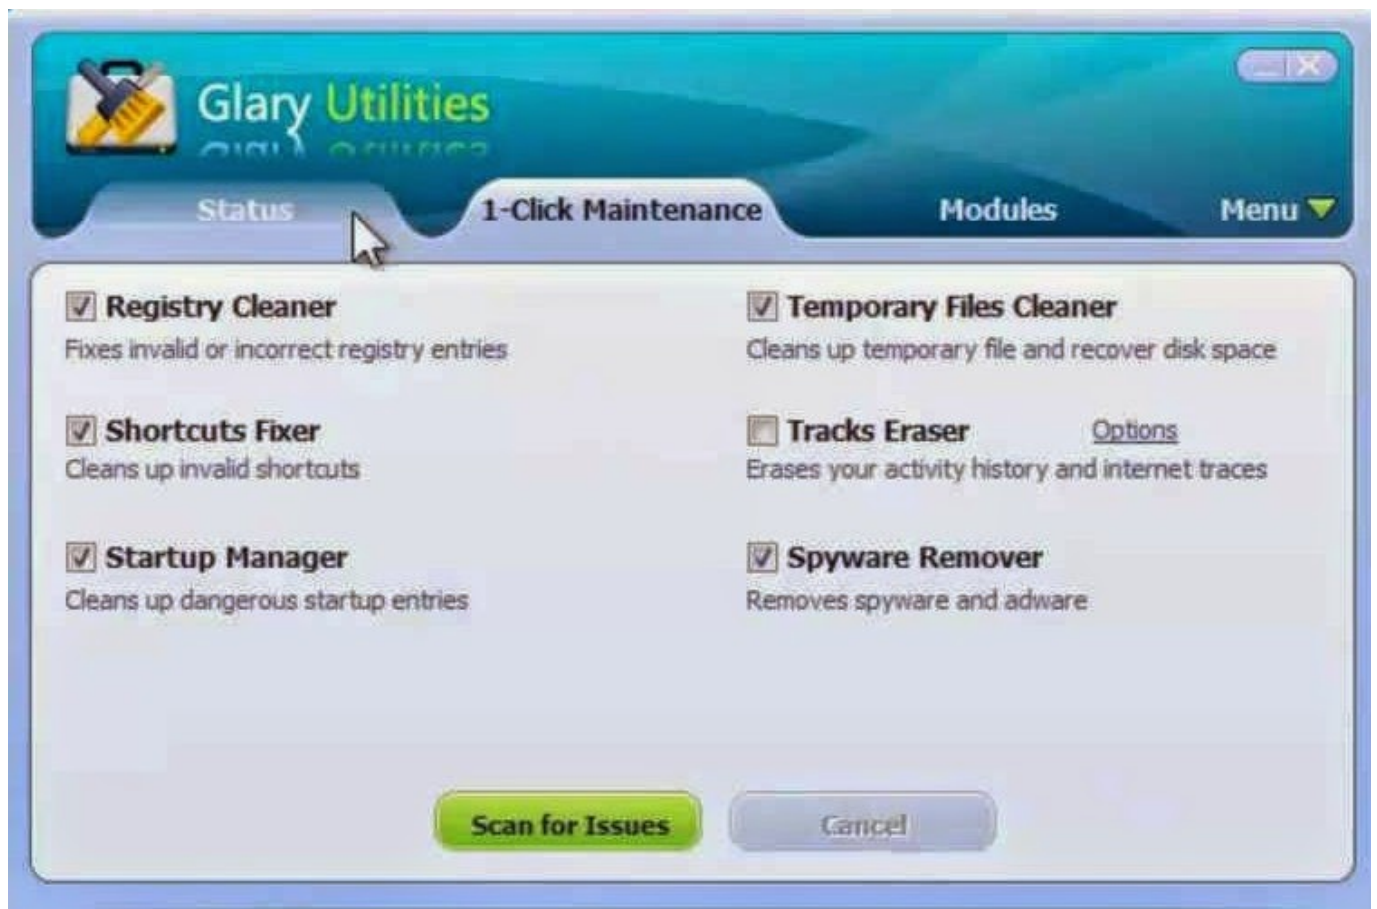 Glary Utilities
Status
1-Click Maintenance
Modules
Menu
Registry Cleaner
Fixes invalid or incorrect registry entries
Temporary Files Cleaner
Cleans up temporary file and recover disk space
Shortcuts Fixer
Cleans up invalid shortcuts
Tracks Eraser
Options
Erases your activity history and internet traces
Startup Manager
Cleans up dangerous startup entries
Spyware Remover
Removes spyware and adware
Scan for Issues
Cancel